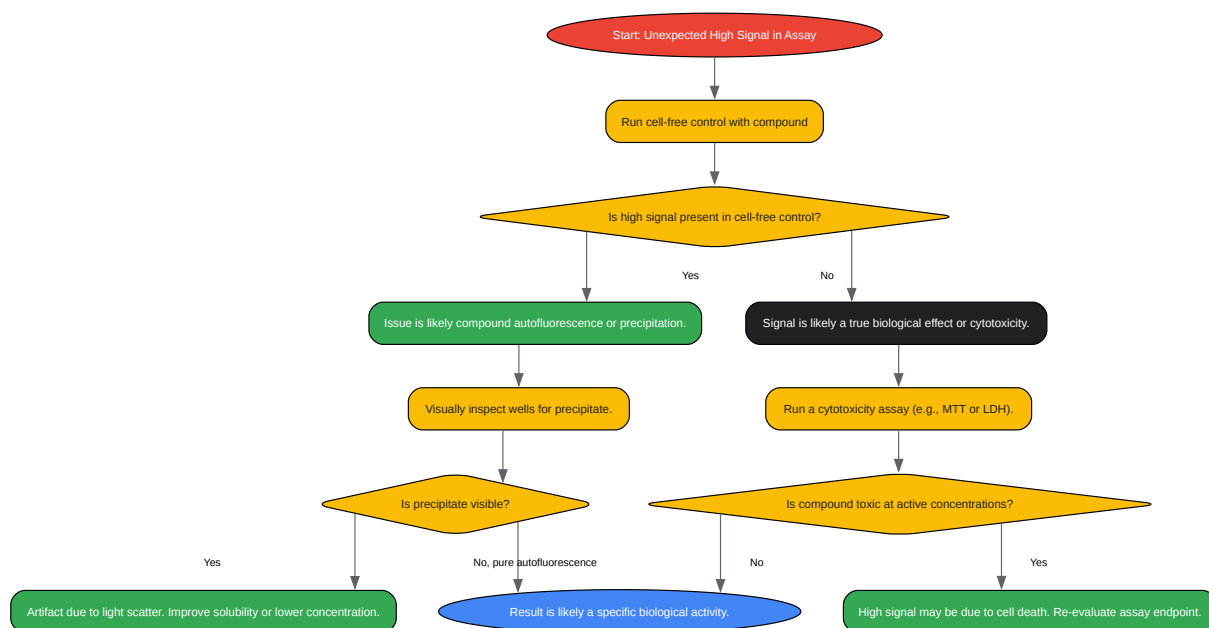 Start: Unexpected High Signal in Assay
Run cell-free control with compound
Is high signal present in cell-free control?
Yes
No
Issue is likely compound autofluorescence or precipitation.
Signal is likely a true biological effect or cytotoxicity.
Visually inspect wells for precipitate.
Run a cytotoxicity assay (e.g., MTT or LDH).
Is precipitate visible?
Is compound toxic at active concentrations?
Yes
No, pure autofluorescence
No
Yes
Artifact due to light scatter. Improve solubility or lower concentration.
Result is likely a specific biological activity.
High signal may be due to cell death. Re-evaluate assay endpoint.